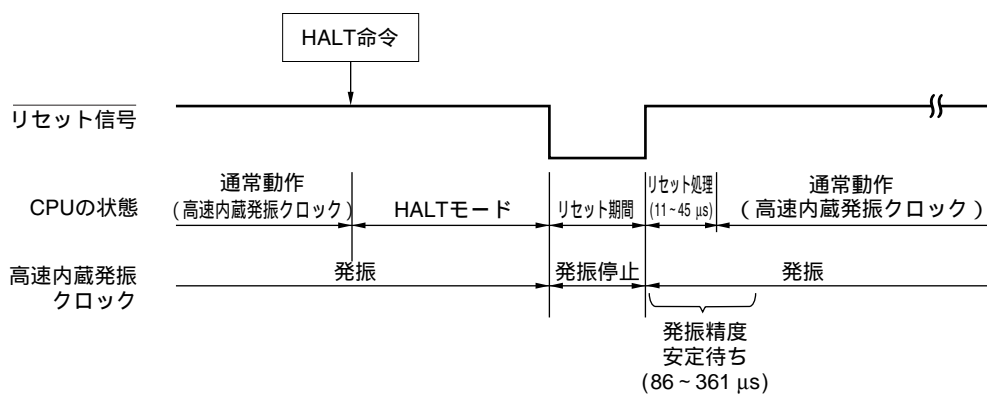 HALT命令
リセット信号
通常動作
(高速内蔵発振クロック)
HALTモード
リセット期間
リセット処理
(11~45 μs)
通常動作
(高速内蔵発振クロック)
CPUの状態
高速内蔵発振
クロック
発振
発振停止
発振
発振精度
安定待ち
(86~361 μs)